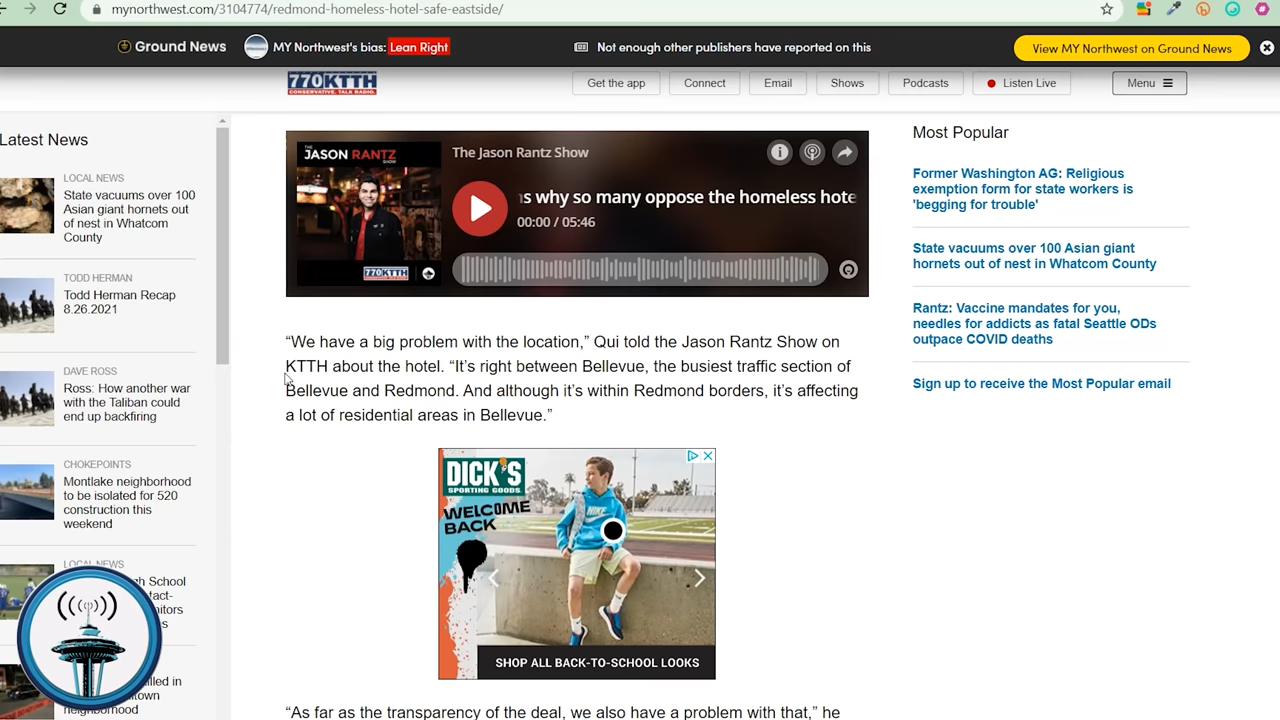 mynorthwest.com/3104774/redmond-homeless-hotel-safe-eastside/
Ground News
MY Northwest's bias: Lean Right
Not enough other publishers have reported on this
View MY Northwest on Ground News
770KTTH
CONSERVATIVE. TALK RADIO.
Get the app
Connect
Email
Shows
Podcasts
Listen Live
Menu
Latest News
LOCAL NEWS
State vacuums over 100
Asian giant hornets out
of nest in Whatcom
County
TODD HERMAN
Todd Herman Recap
8.26.2021
DAVE ROSS
Ross: How another war
with the Taliban could
end up backfiring
CHOKEPOINTS
Montlake neighborhood
to be isolated for 520
construction this
weekend
LOCAL NEWS
School
neighborhood
THE
JASON RANTZ
SHOW
770KTTH
The Jason Rantz Show
s why so many oppose the homeless hote
00:00 / 05:46
“We have a big problem with the location,” Qui told the Jason Rantz Show on
KTTH about the hotel. “It’s right between Bellevue, the busiest traffic section of
Bellevue and Redmond. And although it’s within Redmond borders, it’s affecting
a lot of residential areas in Bellevue.”
DICK'S
SPORTING GOODS
WELCOME
BACK
NIKE
SHOP ALL BACK-TO-SCHOOL LOOKS
“As far as the transparency of the deal, we also have a problem with that,” he
Most Popular
Former Washington AG: Religious
exemption form for state workers is
'begging for trouble'
State vacuums over 100 Asian giant
hornets out of nest in Whatcom County
Rantz: Vaccine mandates for you,
needles for addicts as fatal Seattle ODs
outpace COVID deaths
Sign up to receive the Most Popular email